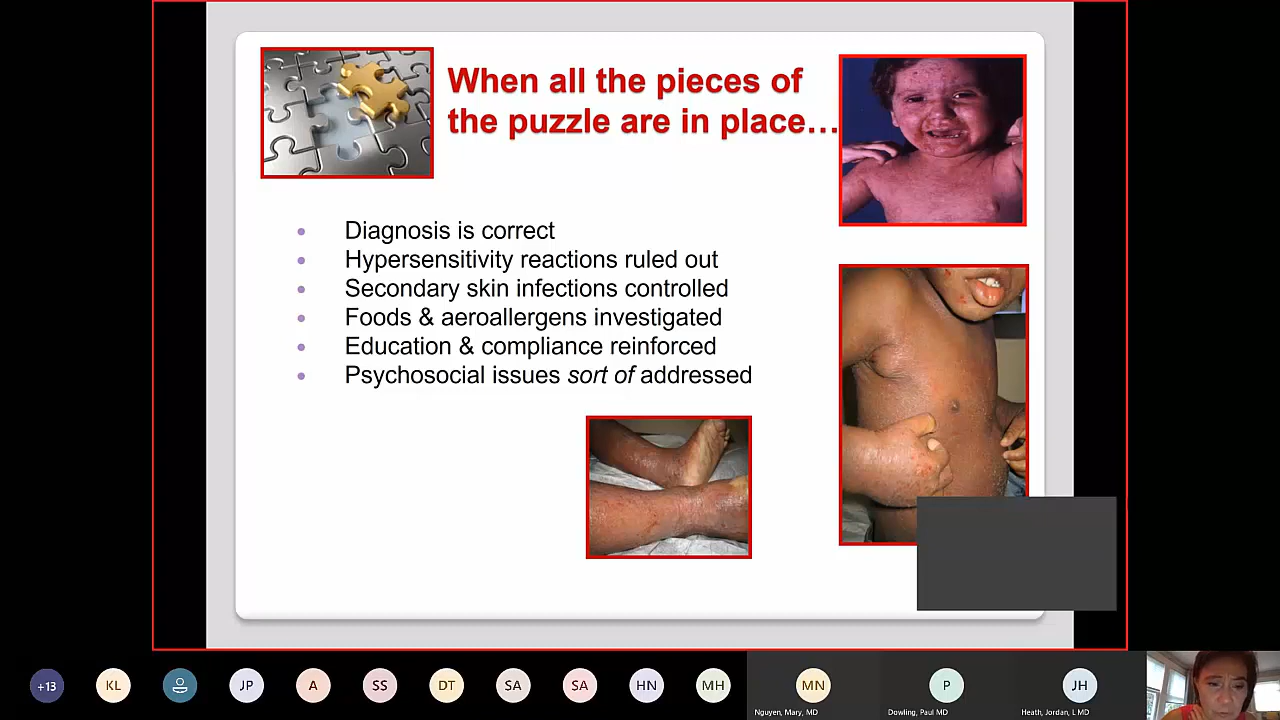 When all the pieces of
the puzzle are in place…
Diagnosis is correct
Hypersensitivity reactions ruled out
Secondary skin infections controlled
Foods & aeroallergens investigated
Education & compliance reinforced
Psychosocial issues sort of addressed
+13
KL
JP
A
SS
DT
SA
SA
HN
MH
MN
P
JH
Nguyen, Mary, MD
Dowling, Paul MD
Heath, Jordan, L MD